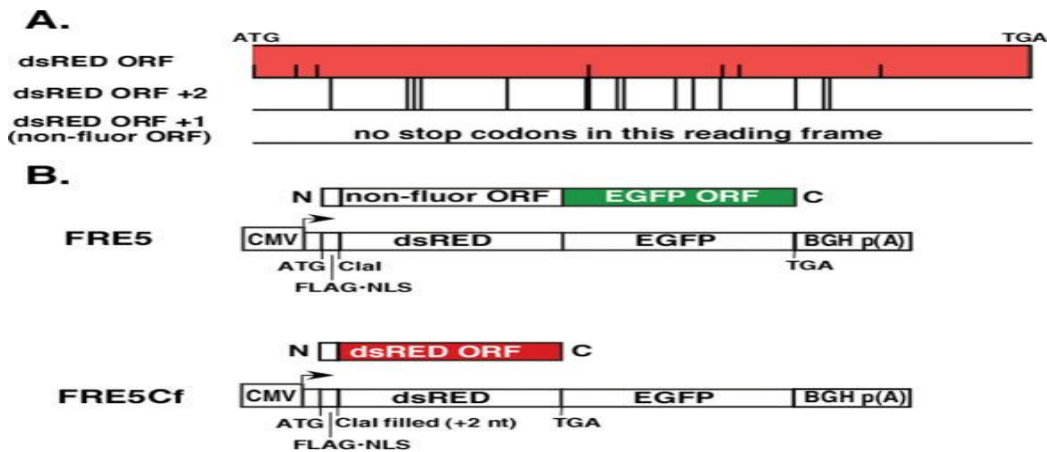 A.
ATG TGA
dsRED ORF
dsRED ORF +2
dsRED ORF +1
(non-fluor ORF) no stop codons in this reading frame
B.
N non-fluor ORF EGFP ORF C
FRE5 CMV dsRED EGFP BGH p(A)
ATG ClaI TGA
FLAG·NLS
N dsRED ORF C
FRE5Cf CMV dsRED EGFP BGH p(A)
ATG ClaI filled (+2 nt) TGA
FLAG·NLS